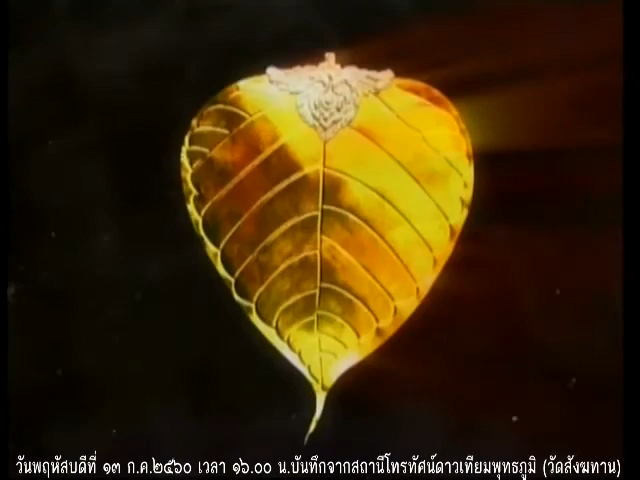 วันพฤหัสบดีที่ ๑๓ ก.ค.๒๕๖๐ เวลา ๑๖.๐๐ น.บันทึกจากสถานีโทรทัศน์ดาวเทียมพุทธภูมิ (วัดสังฆทาน)